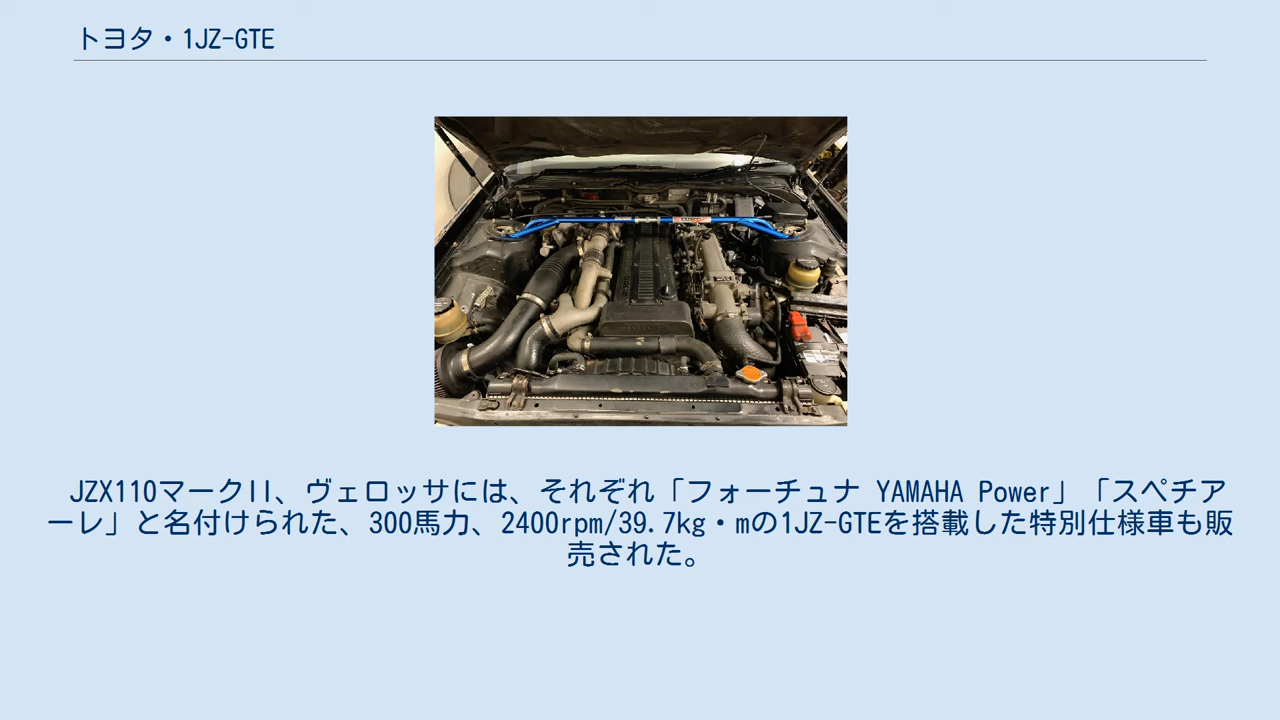 トヨタ・1JZ-GTE
TOYOTA
JZX110マークII、ヴェロッサには、それぞれ「フォーチュナ YAMAHA Power」「スペチア
ーレ」と名付けられた、300馬力、2400rpm/39.7kg・mの1JZ-GTEを搭載した特別仕様車も販
売された。